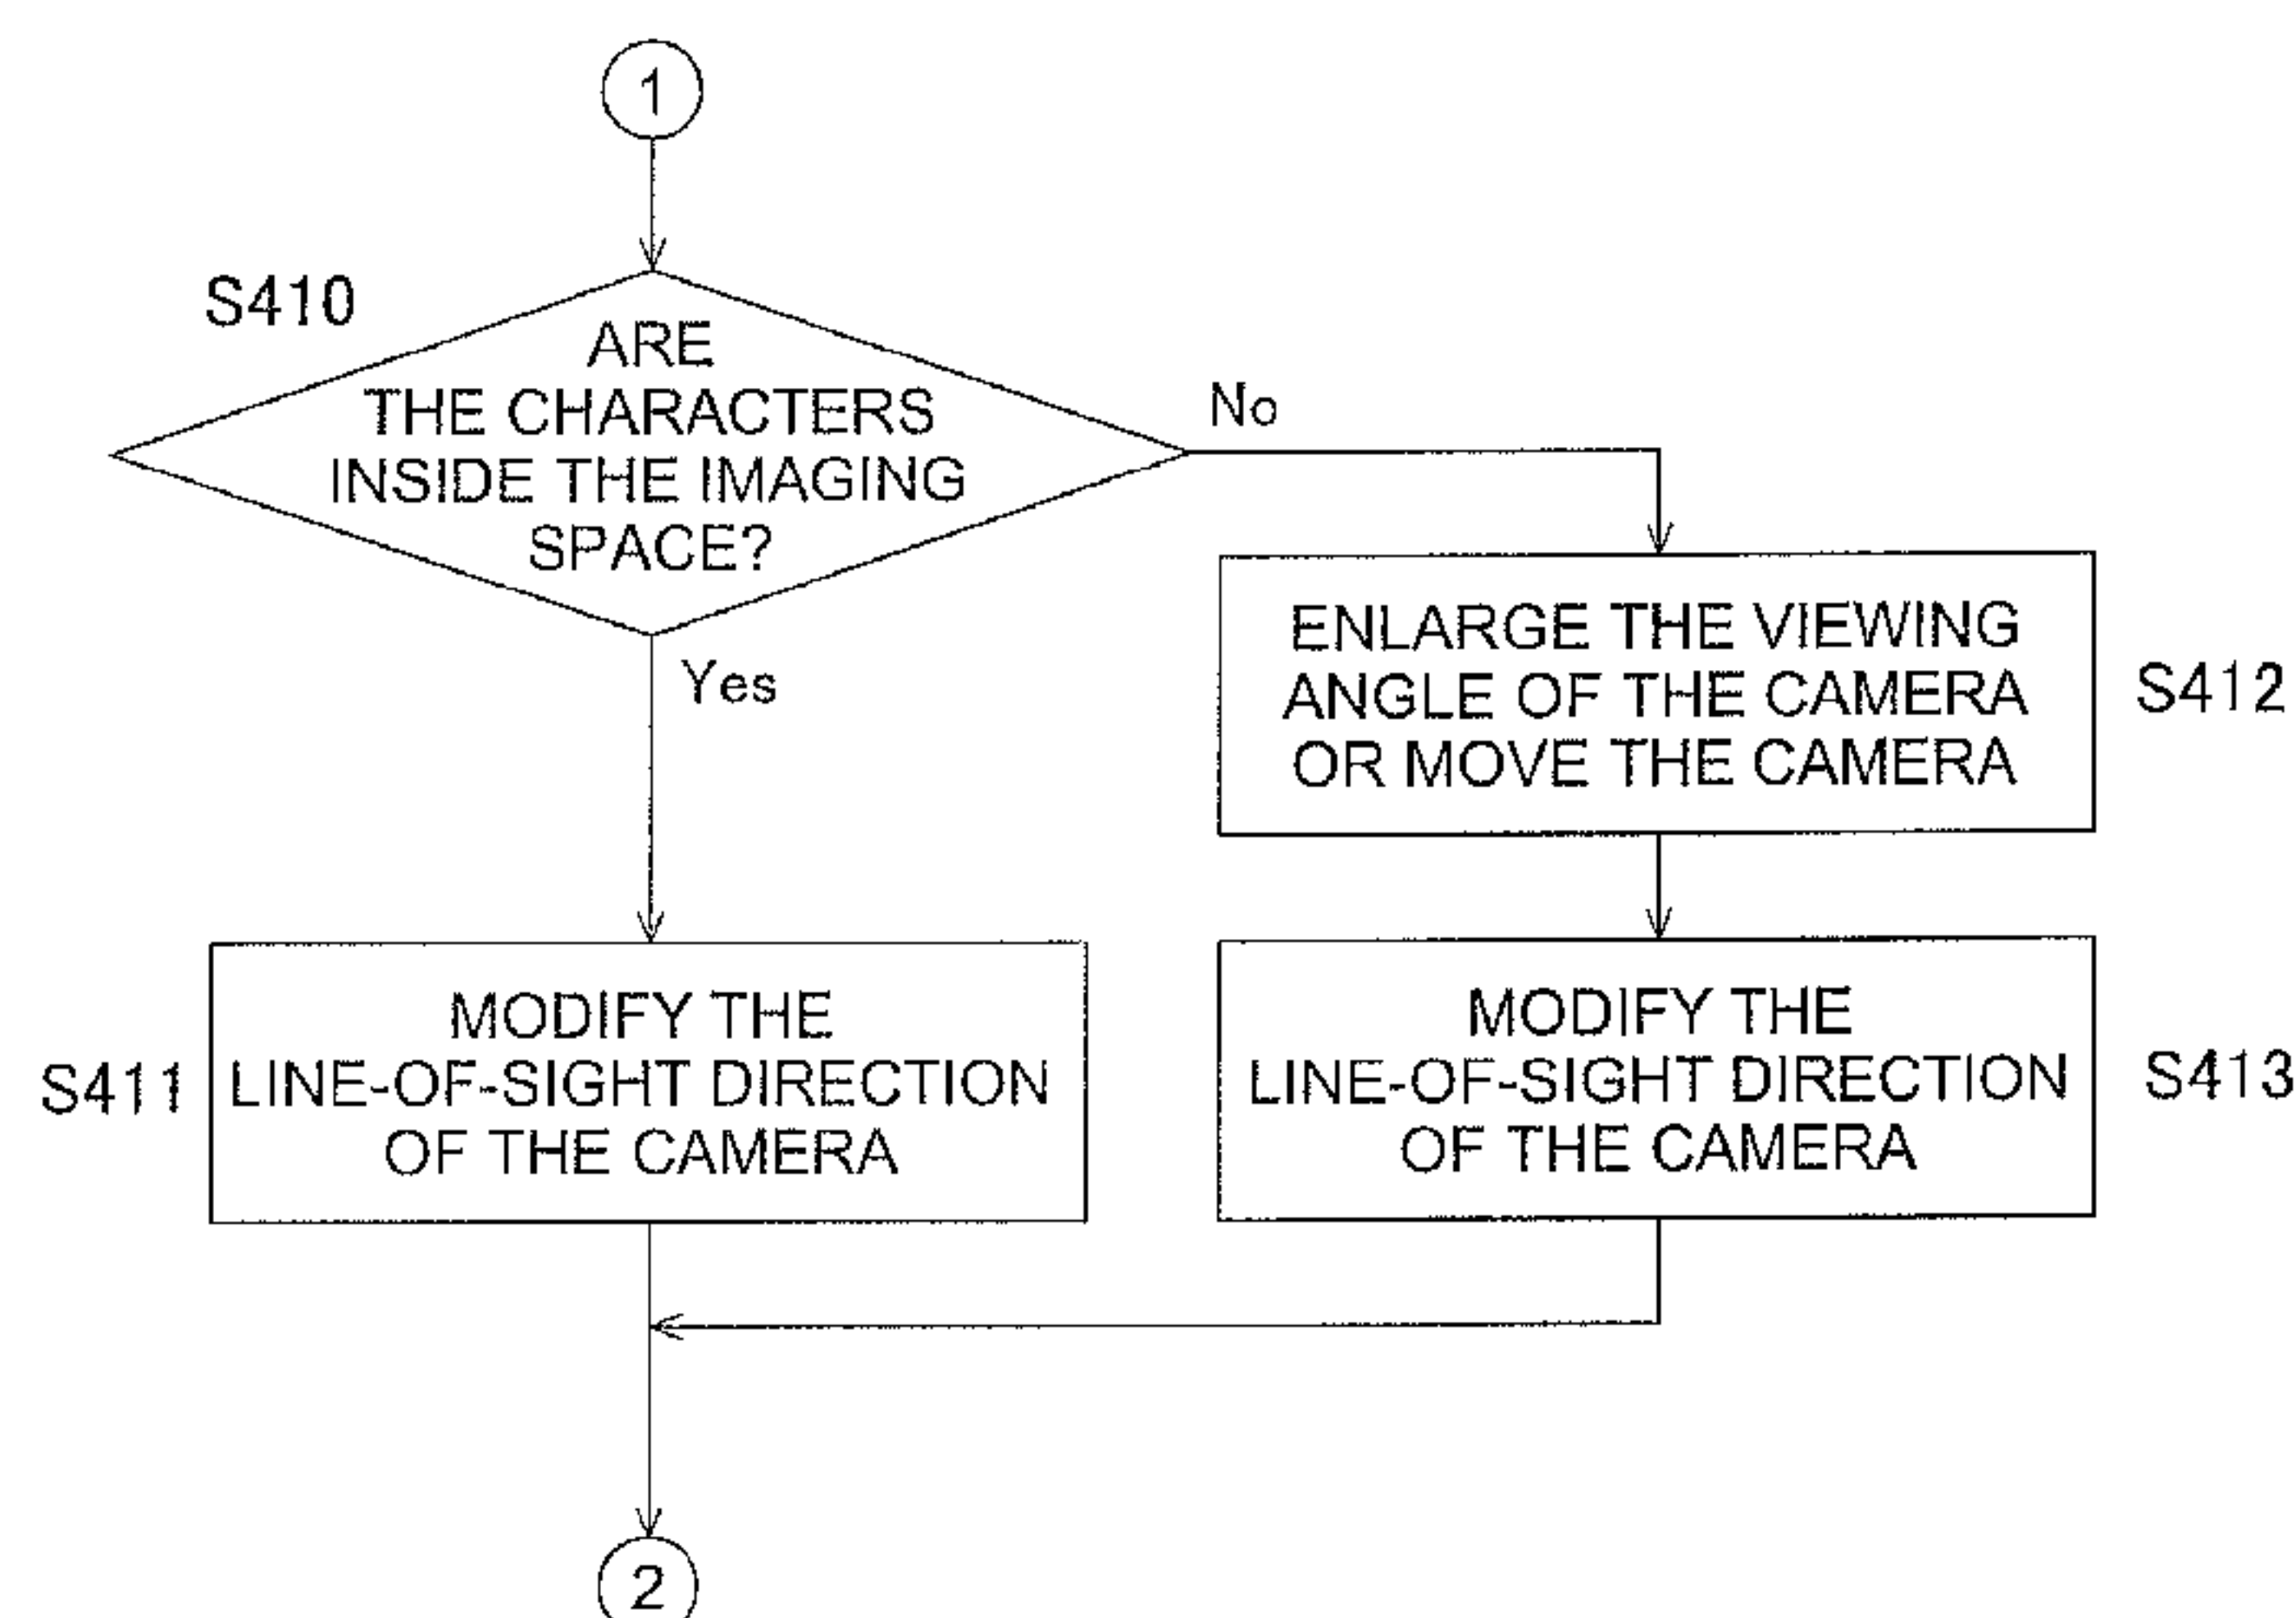 1
S410
ARE
THE CHARACTERS
INSIDE THE IMAGING
SPACE?
No
Yes
ENLARGE THE VIEWING
ANGLE OF THE CAMERA
OR MOVE THE CAMERA
S412
S411
MODIFY THE
LINE-OF-SIGHT DIRECTION
OF THE CAMERA
MODIFY THE
LINE-OF-SIGHT DIRECTION
OF THE CAMERA
S413
2